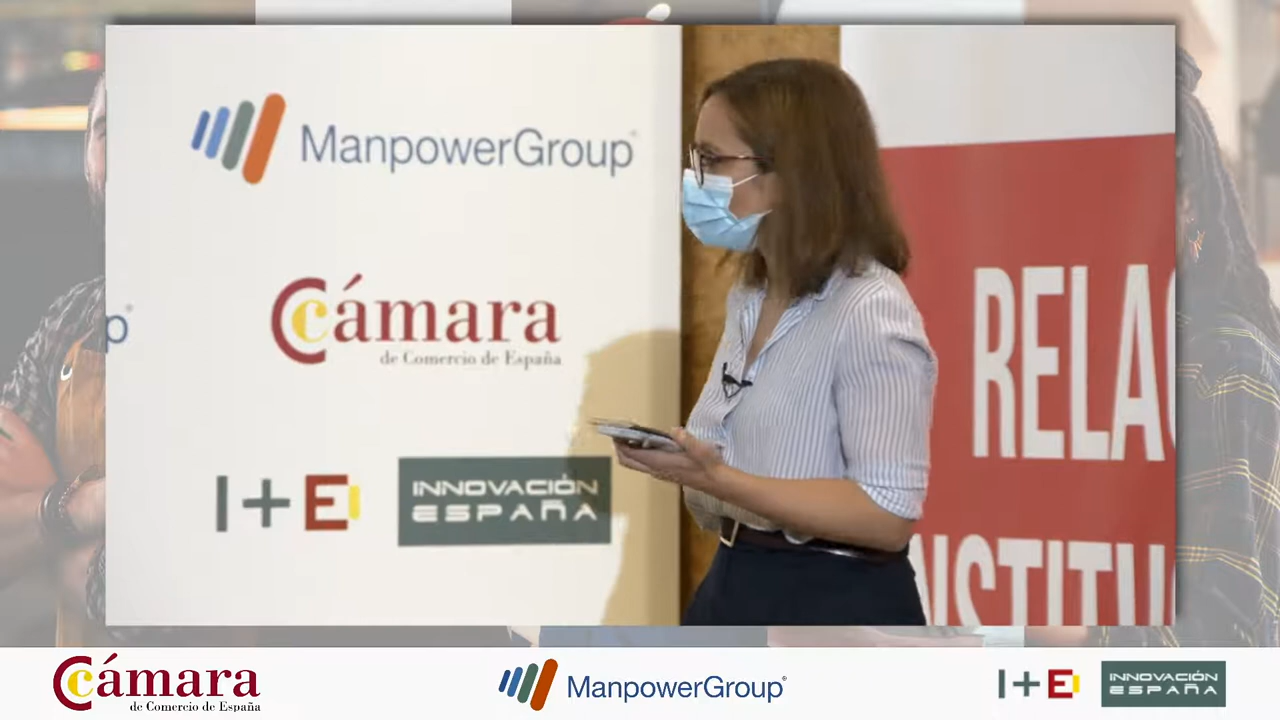 ManpowerGroup
Cámara
de Comercio de España
p
I+E
INNOVACIÓN
ESPAÑA
RELA
NSTITU
Cámara
de Comercio de España
ManpowerGroup
I+E
INNOVACIÓN
ESPAÑA